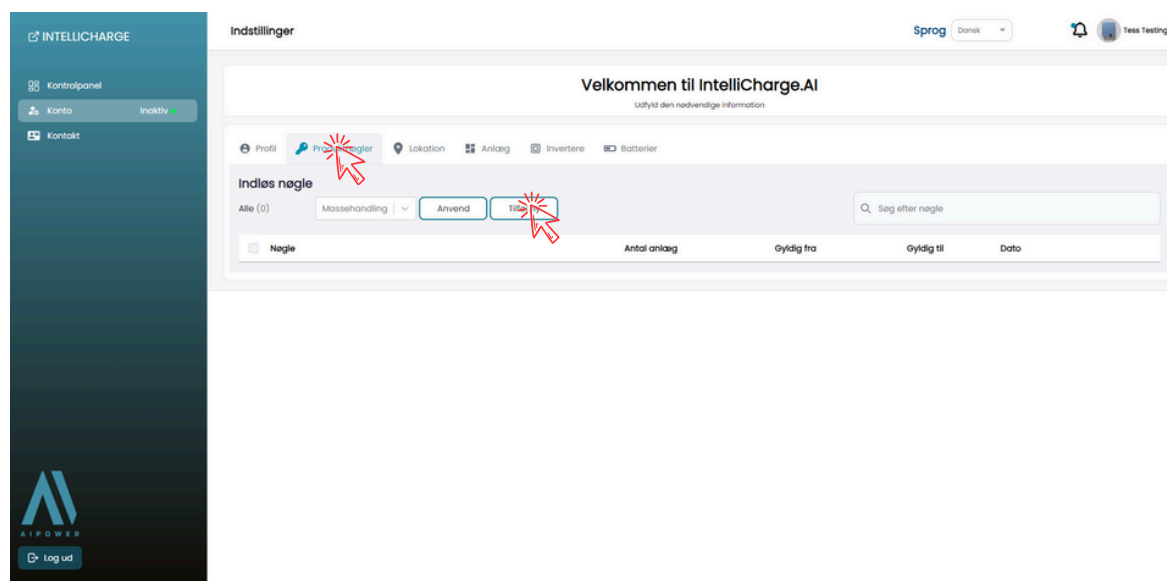 INTELLICHARGE
Indstillinger
Sprog Dansk
Tess Testing
Kontrolpanel
Konto Inaktiv
Kontakt
Velkommen til IntelliCharge.AI
Udfyld den nødvendige information
Profil Lokation Anlæg Invertere Batterier
Indløs nøgle
Alle (0) Massehandling Anvend Søg efter nøgle
Nøgle Antal anlæg Gyldig fra Gyldig til Dato
AIPOWER
Log ud